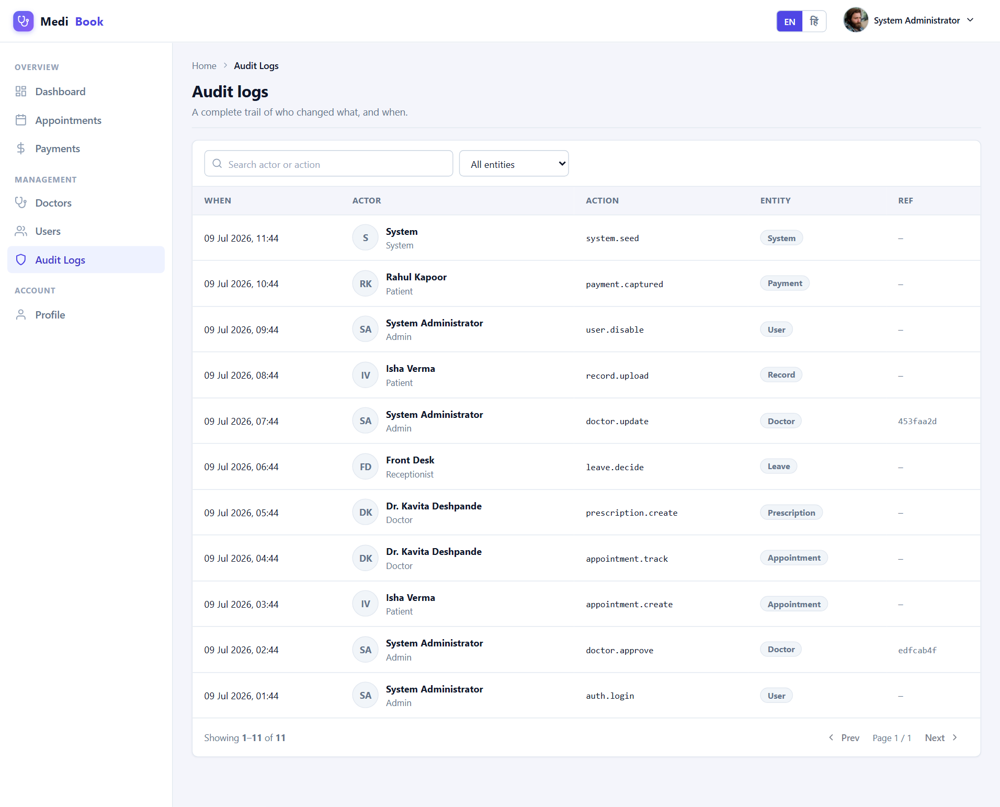 Medi Book
EN
हिं
System Administrator
OVERVIEW
Dashboard
Appointments
Payments
MANAGEMENT
Doctors
Users
Audit Logs
ACCOUNT
Profile
Home > Audit Logs
Audit logs
A complete trail of who changed what, and when.
Search actor or action
All entities
WHEN ACTOR ACTION ENTITY REF
09 Jul 2026, 11:44 S System system.seed System –
System
09 Jul 2026, 10:44 RK Rahul Kapoor payment.captured Payment –
Patient
09 Jul 2026, 09:44 SA System Administrator user.disable User –
Admin
09 Jul 2026, 08:44 IV Isha Verma record.upload Record –
Patient
09 Jul 2026, 07:44 SA System Administrator doctor.update Doctor 453faa2d
Admin
09 Jul 2026, 06:44 FD Front Desk leave.decide Leave –
Receptionist
09 Jul 2026, 05:44 DK Dr. Kavita Deshpande prescription.create Prescription –
Doctor
09 Jul 2026, 04:44 DK Dr. Kavita Deshpande appointment.track Appointment –
Doctor
09 Jul 2026, 03:44 IV Isha Verma appointment.create Appointment –
Patient
09 Jul 2026, 02:44 SA System Administrator doctor.approve Doctor edfcab4f
Admin
09 Jul 2026, 01:44 SA System Administrator auth.login User –
Admin
Showing 1–11 of 11
Prev Page 1 / 1 Next